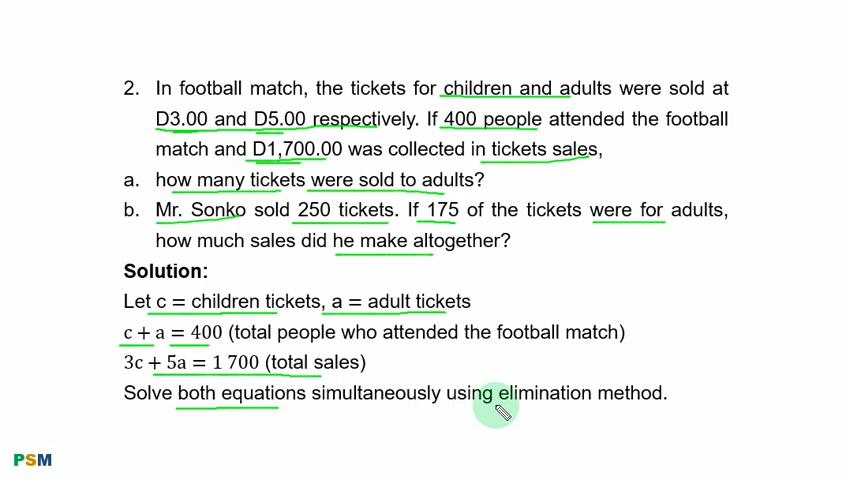 2. In football match, the tickets for children and adults were sold at
D3.00 and D5.00 respectively. If 400 people attended the football
match and D1,700.00 was collected in tickets sales,
a. how many tickets were sold to adults?
b. Mr. Sonko sold 250 tickets. If 175 of the tickets were for adults,
how much sales did he make altogether?
Solution:
Let c = children tickets, a = adult tickets
c + a = 400 (total people who attended the football match)
3c + 5a = 1 700 (total sales)
Solve both equations simultaneously using elimination method.
PSM